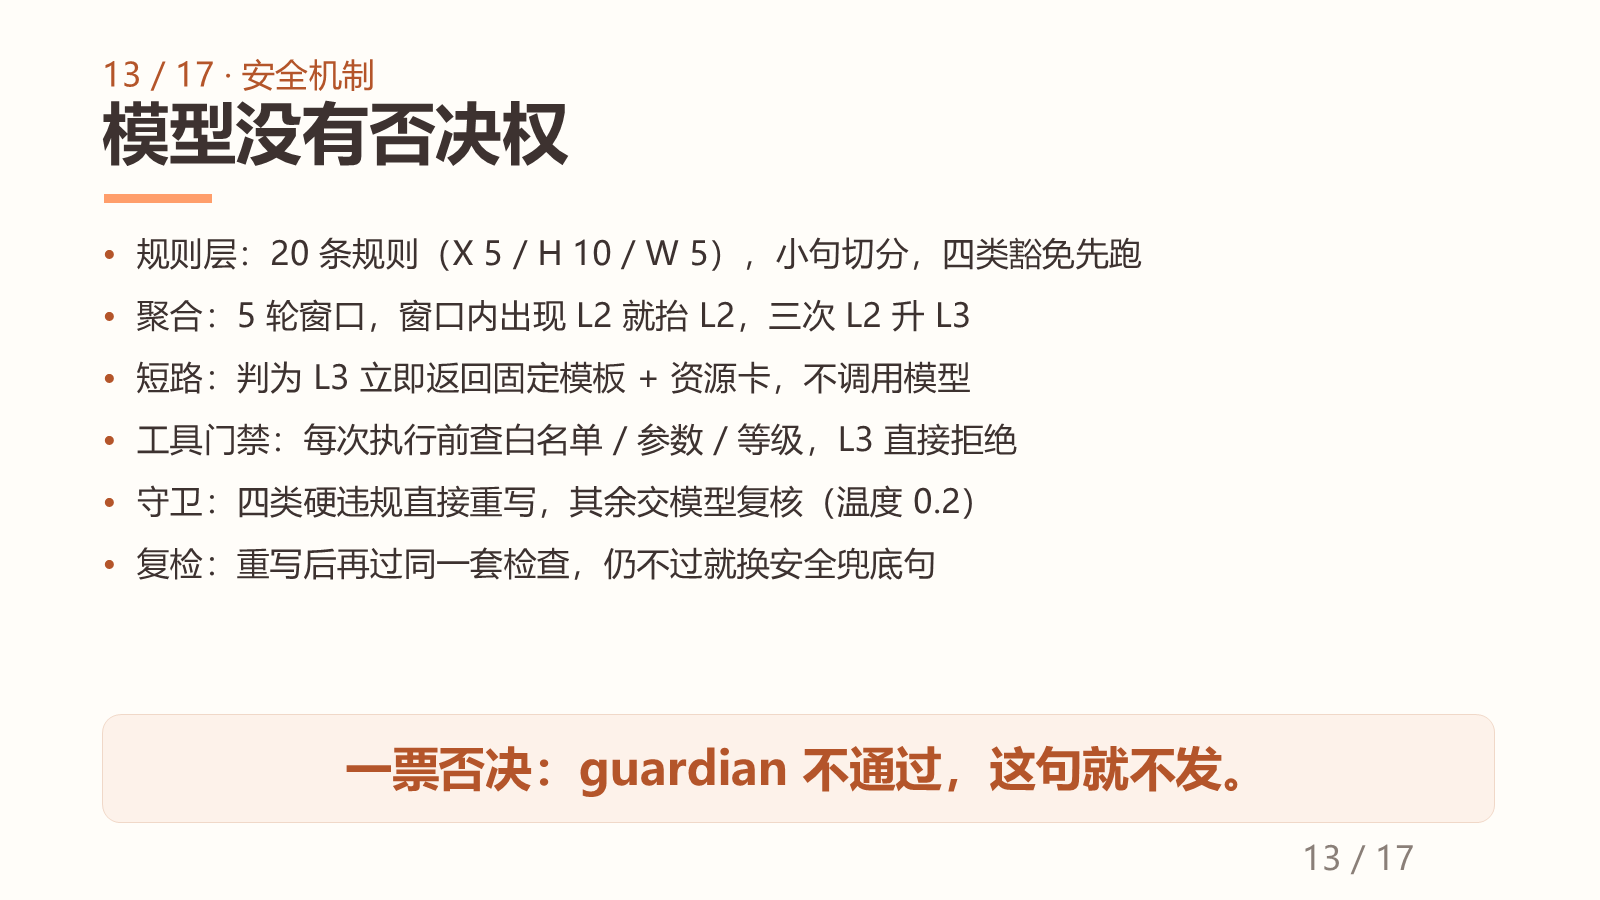 13 / 17 · 安全机制
模型没有否决权
• 规则层：20 条规则（X 5 / H 10 / W 5），小句切分，四类豁免先跑
• 聚合：5 轮窗口，窗口内出现 L2 就抬 L2，三次 L2 升 L3
• 短路：判为 L3 立即返回固定模板 + 资源卡，不调用模型
• 工具门禁：每次执行前查白名单 / 参数 / 等级，L3 直接拒绝
• 守卫：四类硬违规直接重写，其余交模型复核（温度 0.2）
• 复检：重写后再过同一套检查，仍不过就换安全兜底句
一票否决：guardian 不通过，这句就不发。
13 / 17